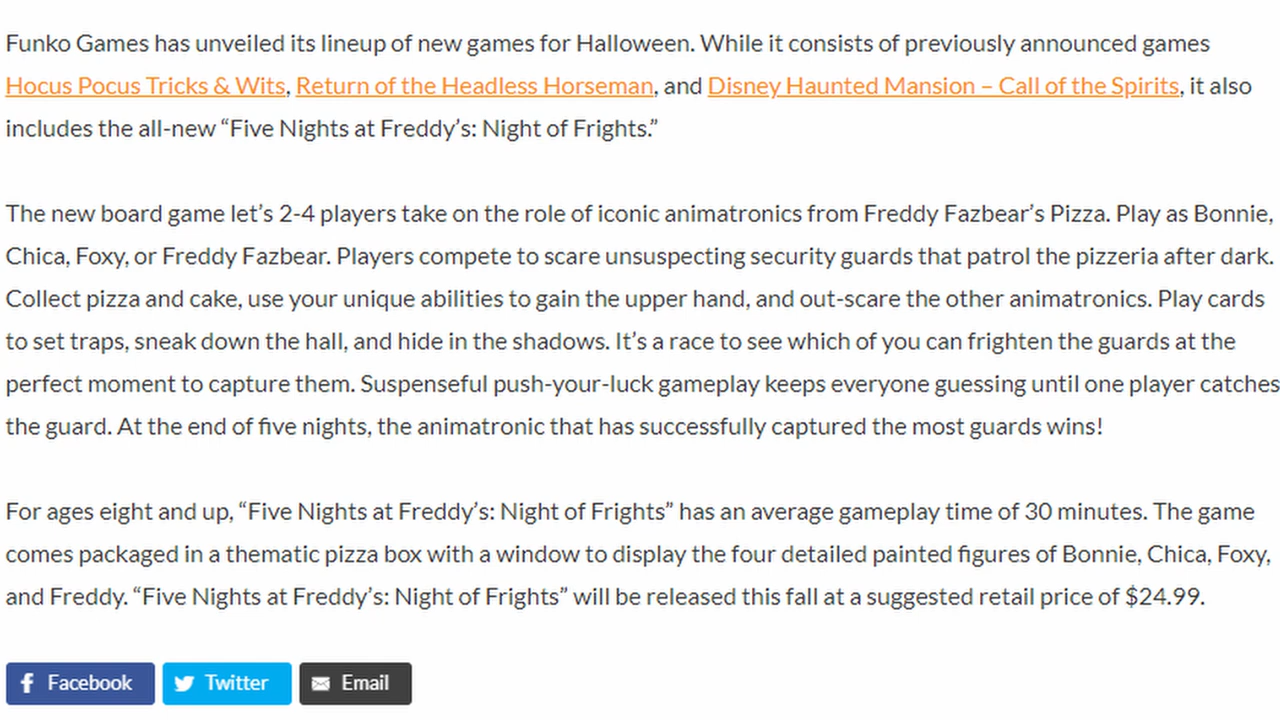 Funko Games has unveiled its lineup of new games for Halloween. While it consists of previously announced games
Hocus Pocus Tricks & Wits, Return of the Headless Horseman, and Disney Haunted Mansion – Call of the Spirits, it also
includes the all-new “Five Nights at Freddy’s: Night of Frights.”
The new board game let’s 2-4 players take on the role of iconic animatronics from Freddy Fazbear’s Pizza. Play as Bonnie,
Chica, Foxy, or Freddy Fazbear. Players compete to scare unsuspecting security guards that patrol the pizzeria after dark.
Collect pizza and cake, use your unique abilities to gain the upper hand, and out-scare the other animatronics. Play cards
to set traps, sneak down the hall, and hide in the shadows. It’s a race to see which of you can frighten the guards at the
perfect moment to capture them. Suspenseful push-your-luck gameplay keeps everyone guessing until one player catches
the guard. At the end of five nights, the animatronic that has successfully captured the most guards wins!
For ages eight and up, “Five Nights at Freddy’s: Night of Frights” has an average gameplay time of 30 minutes. The game
comes packaged in a thematic pizza box with a window to display the four detailed painted figures of Bonnie, Chica, Foxy,
and Freddy. “Five Nights at Freddy’s: Night of Frights” will be released this fall at a suggested retail price of $24.99.
Facebook Twitter Email